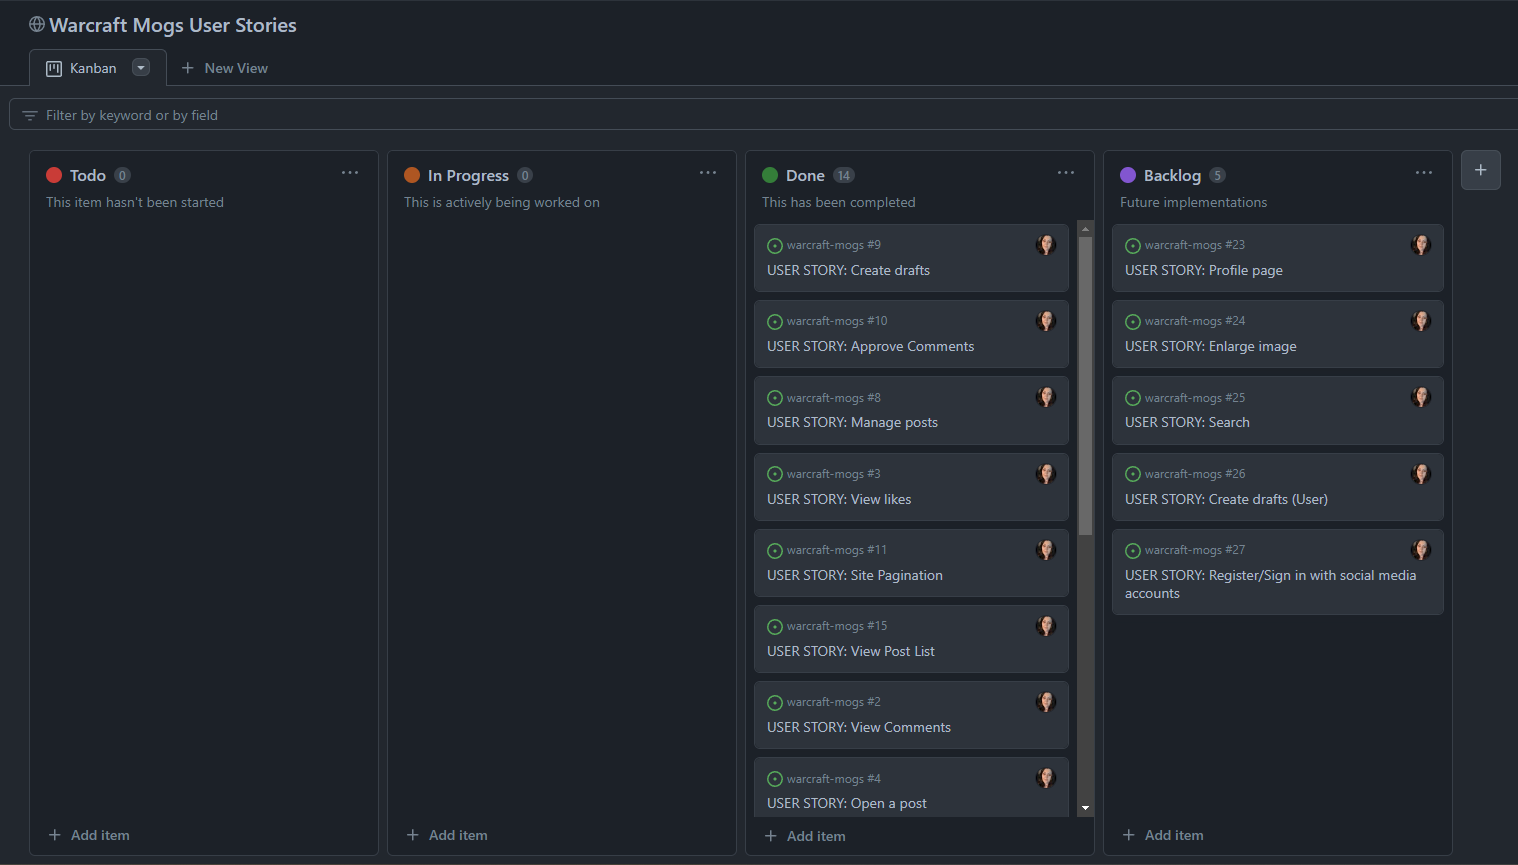 Warcraft Mogs User Stories
Kanban
New View
Filter by keyword or by field
Todo 0
This item hasn't been started
Add item
In Progress 0
This is actively being worked on
Add item
Done 14
This has been completed
warcraft-mogs #9
USER STORY: Create drafts
warcraft-mogs #10
USER STORY: Approve Comments
warcraft-mogs #8
USER STORY: Manage posts
warcraft-mogs #3
USER STORY: View likes
warcraft-mogs #11
USER STORY: Site Pagination
warcraft-mogs #15
USER STORY: View Post List
warcraft-mogs #2
USER STORY: View Comments
warcraft-mogs #4
USER STORY: Open a post
Add item
Backlog 5
Future implementations
warcraft-mogs #23
USER STORY: Profile page
warcraft-mogs #24
USER STORY: Enlarge image
warcraft-mogs #25
USER STORY: Search
warcraft-mogs #26
USER STORY: Create drafts (User)
warcraft-mogs #27
USER STORY: Register/Sign in with social media
accounts
Add item